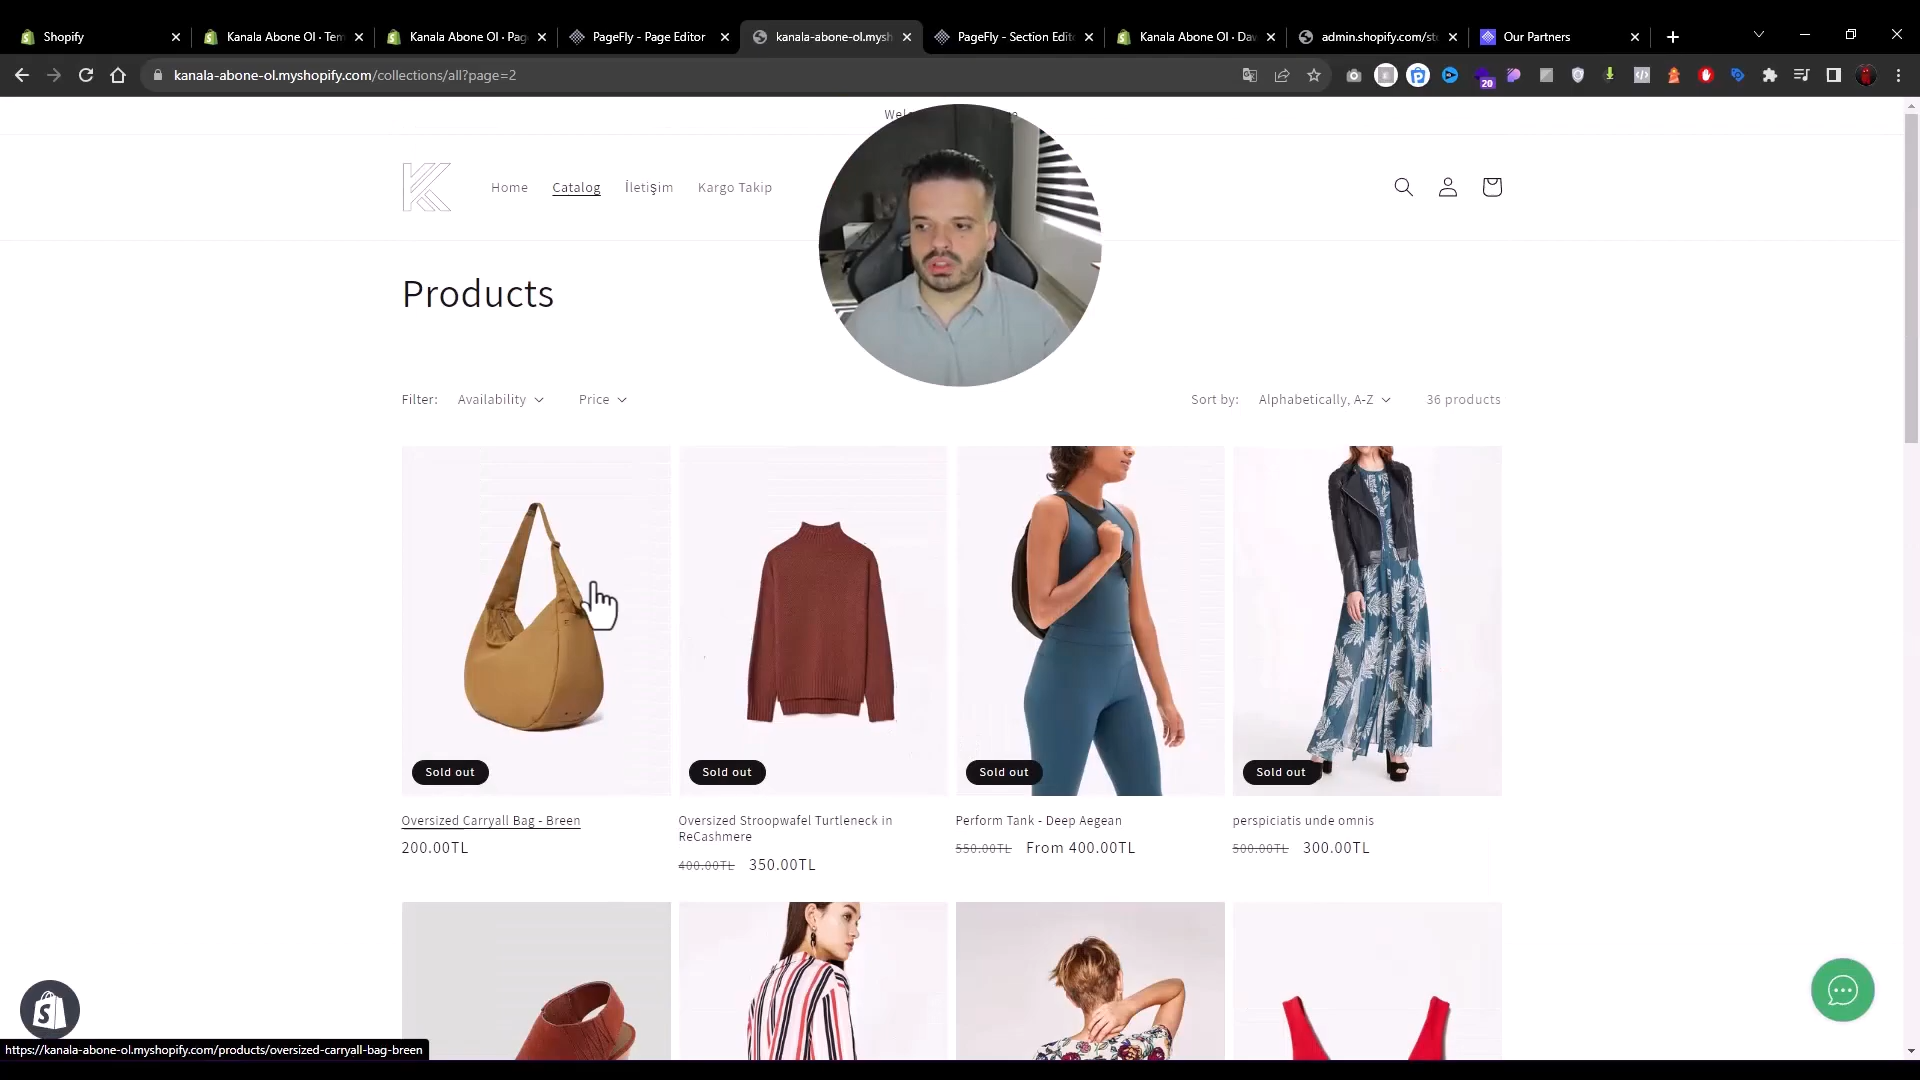 Shopify
Kanala Abone Ol · Tem
Kanala Abone Ol · Pag
PageFly - Page Editor
kanala-abone-ol.mysh
PageFly - Section Edit
Kanala Abone Ol · Daw
admin.shopify.com/sto
Our Partners
kanala-abone-ol.myshopify.com/collections/all?page=2
20
Home
Catalog
İletişim
Kargo Takip
Products
Filter:
Availability
Price
Sort by:
Alphabetically, A-Z
36 products
Sold out
Sold out
Sold out
Sold out
Oversized Carryall Bag - Breen
200.00TL
Oversized Stroopwafel Turtleneck in
ReCashmere
400.00TL 350.00TL
Perform Tank - Deep Aegean
550.00TL From 400.00TL
perspiciatis unde omnis
500.00TL 300.00TL
https://kanala-abone-ol.myshopify.com/products/oversized-carryall-bag-breen